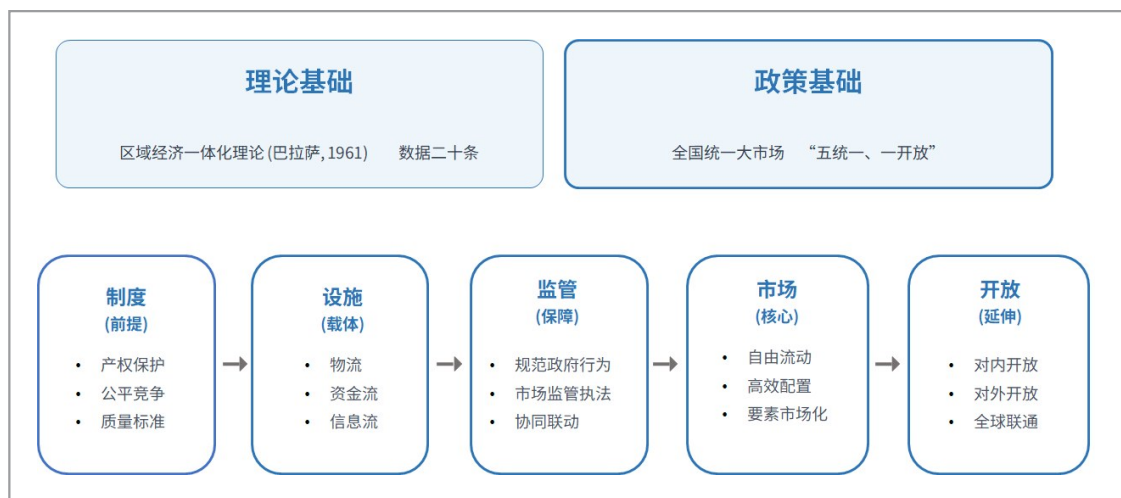 理论基础
区域经济一体化理论 (巴拉萨, 1961) 数据二十条
政策基础
全国统一大市场 “五统一、一开放”
制度
(前提)
• 产权保护
• 公平竞争
• 质量标准
设施
(载体)
• 物流
• 资金流
• 信息流
监管
(保障)
• 规范政府行为
• 市场监管执法
• 协同联动
市场
(核心)
• 自由流动
• 高效配置
• 要素市场化
开放
(延伸)
• 对内开放
• 对外开放
• 全球联通